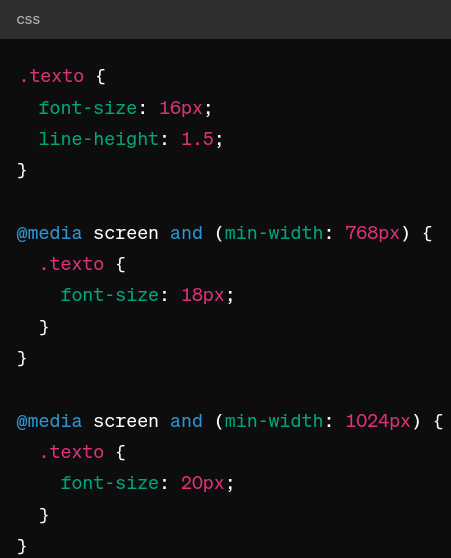 css
.texto {
  font-size: 16px;
  line-height: 1.5;
}
@media screen and (min-width: 768px) {
  .texto {
    font-size: 18px;
  }
}
@media screen and (min-width: 1024px) {
  .texto {
    font-size: 20px;
  }
}